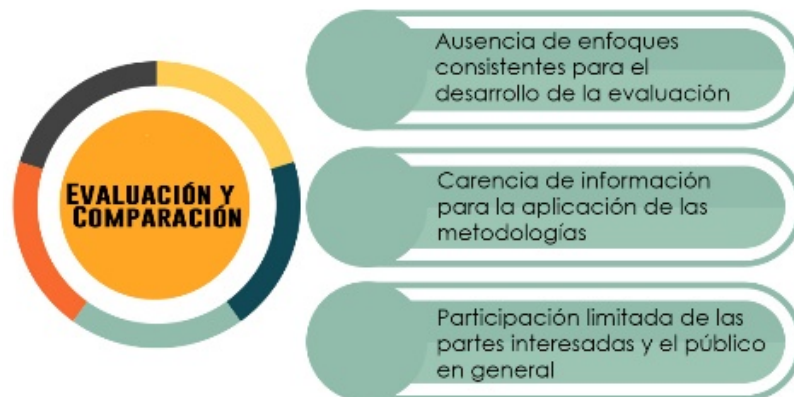 EVALUACIÓN Y
COMPARACIÓN
Ausencia de enfoques
consistentes para el
desarrollo de la evaluación
Carencia de información
para la aplicación de las
metodologías
Participación limitada de las
partes interesadas y el público
en general